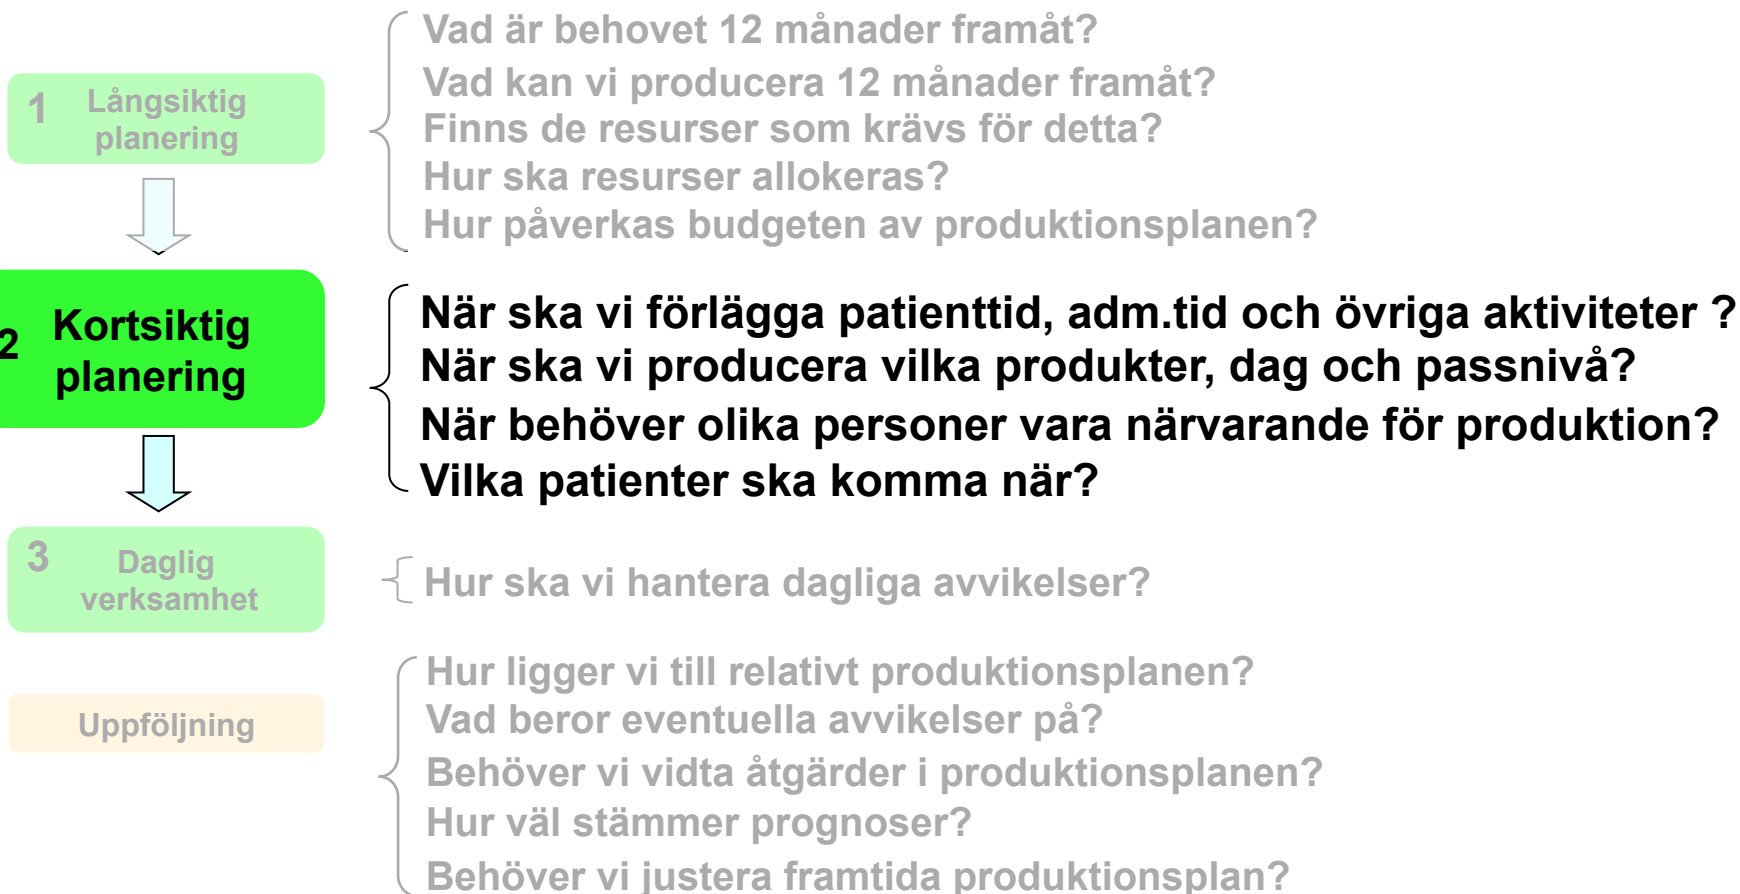 Vad är behovet 12 månader framåt?
Vad kan vi producera 12 månader framåt?
1
Långsiktig
planering
Finns de resurser som krävs för detta?
Hur ska resurser allokeras?
Hur påverkas budgeten av produktionsplanen?
2
Kortsiktig
planering
När ska vi förlägga patienttid, adm.tid och övriga aktiviteter ?
När ska vi producera vilka produkter, dag och passnivå?
När behöver olika personer vara närvarande för produktion?
Vilka patienter ska komma när?
3
Daglig
verksamhet
Hur ska vi hantera dagliga avvikelser?
Uppföljning
Hur ligger vi till relativt produktionsplanen?
Vad beror eventuella avvikelser på?
Behöver vi vidta åtgärder i produktionsplanen?
Hur väl stämmer prognoser?
Behöver vi justera framtida produktionsplan?